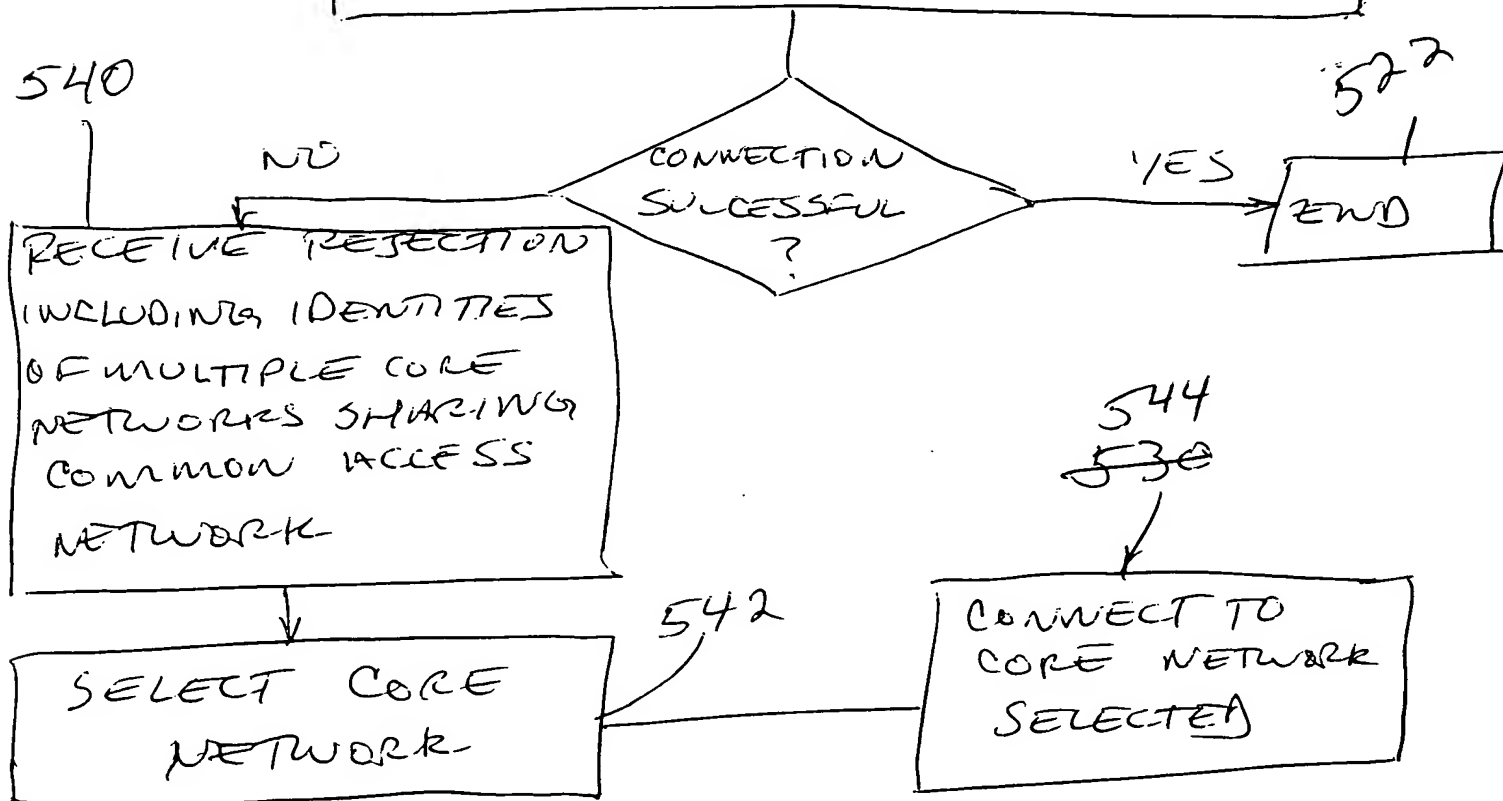 540
522
NO
CONNECTION
SUCCESSFUL
?
YES
END
RECEIVE REJECTION
INCLUDING IDENTITIES
OF MULTIPLE CORE
NETWORKS SHARING
COMMON ACCESS
NETWORK
544
530
542
SELECT CORE
NETWORK
CONNECT TO
CORE NETWORK
SELECTED